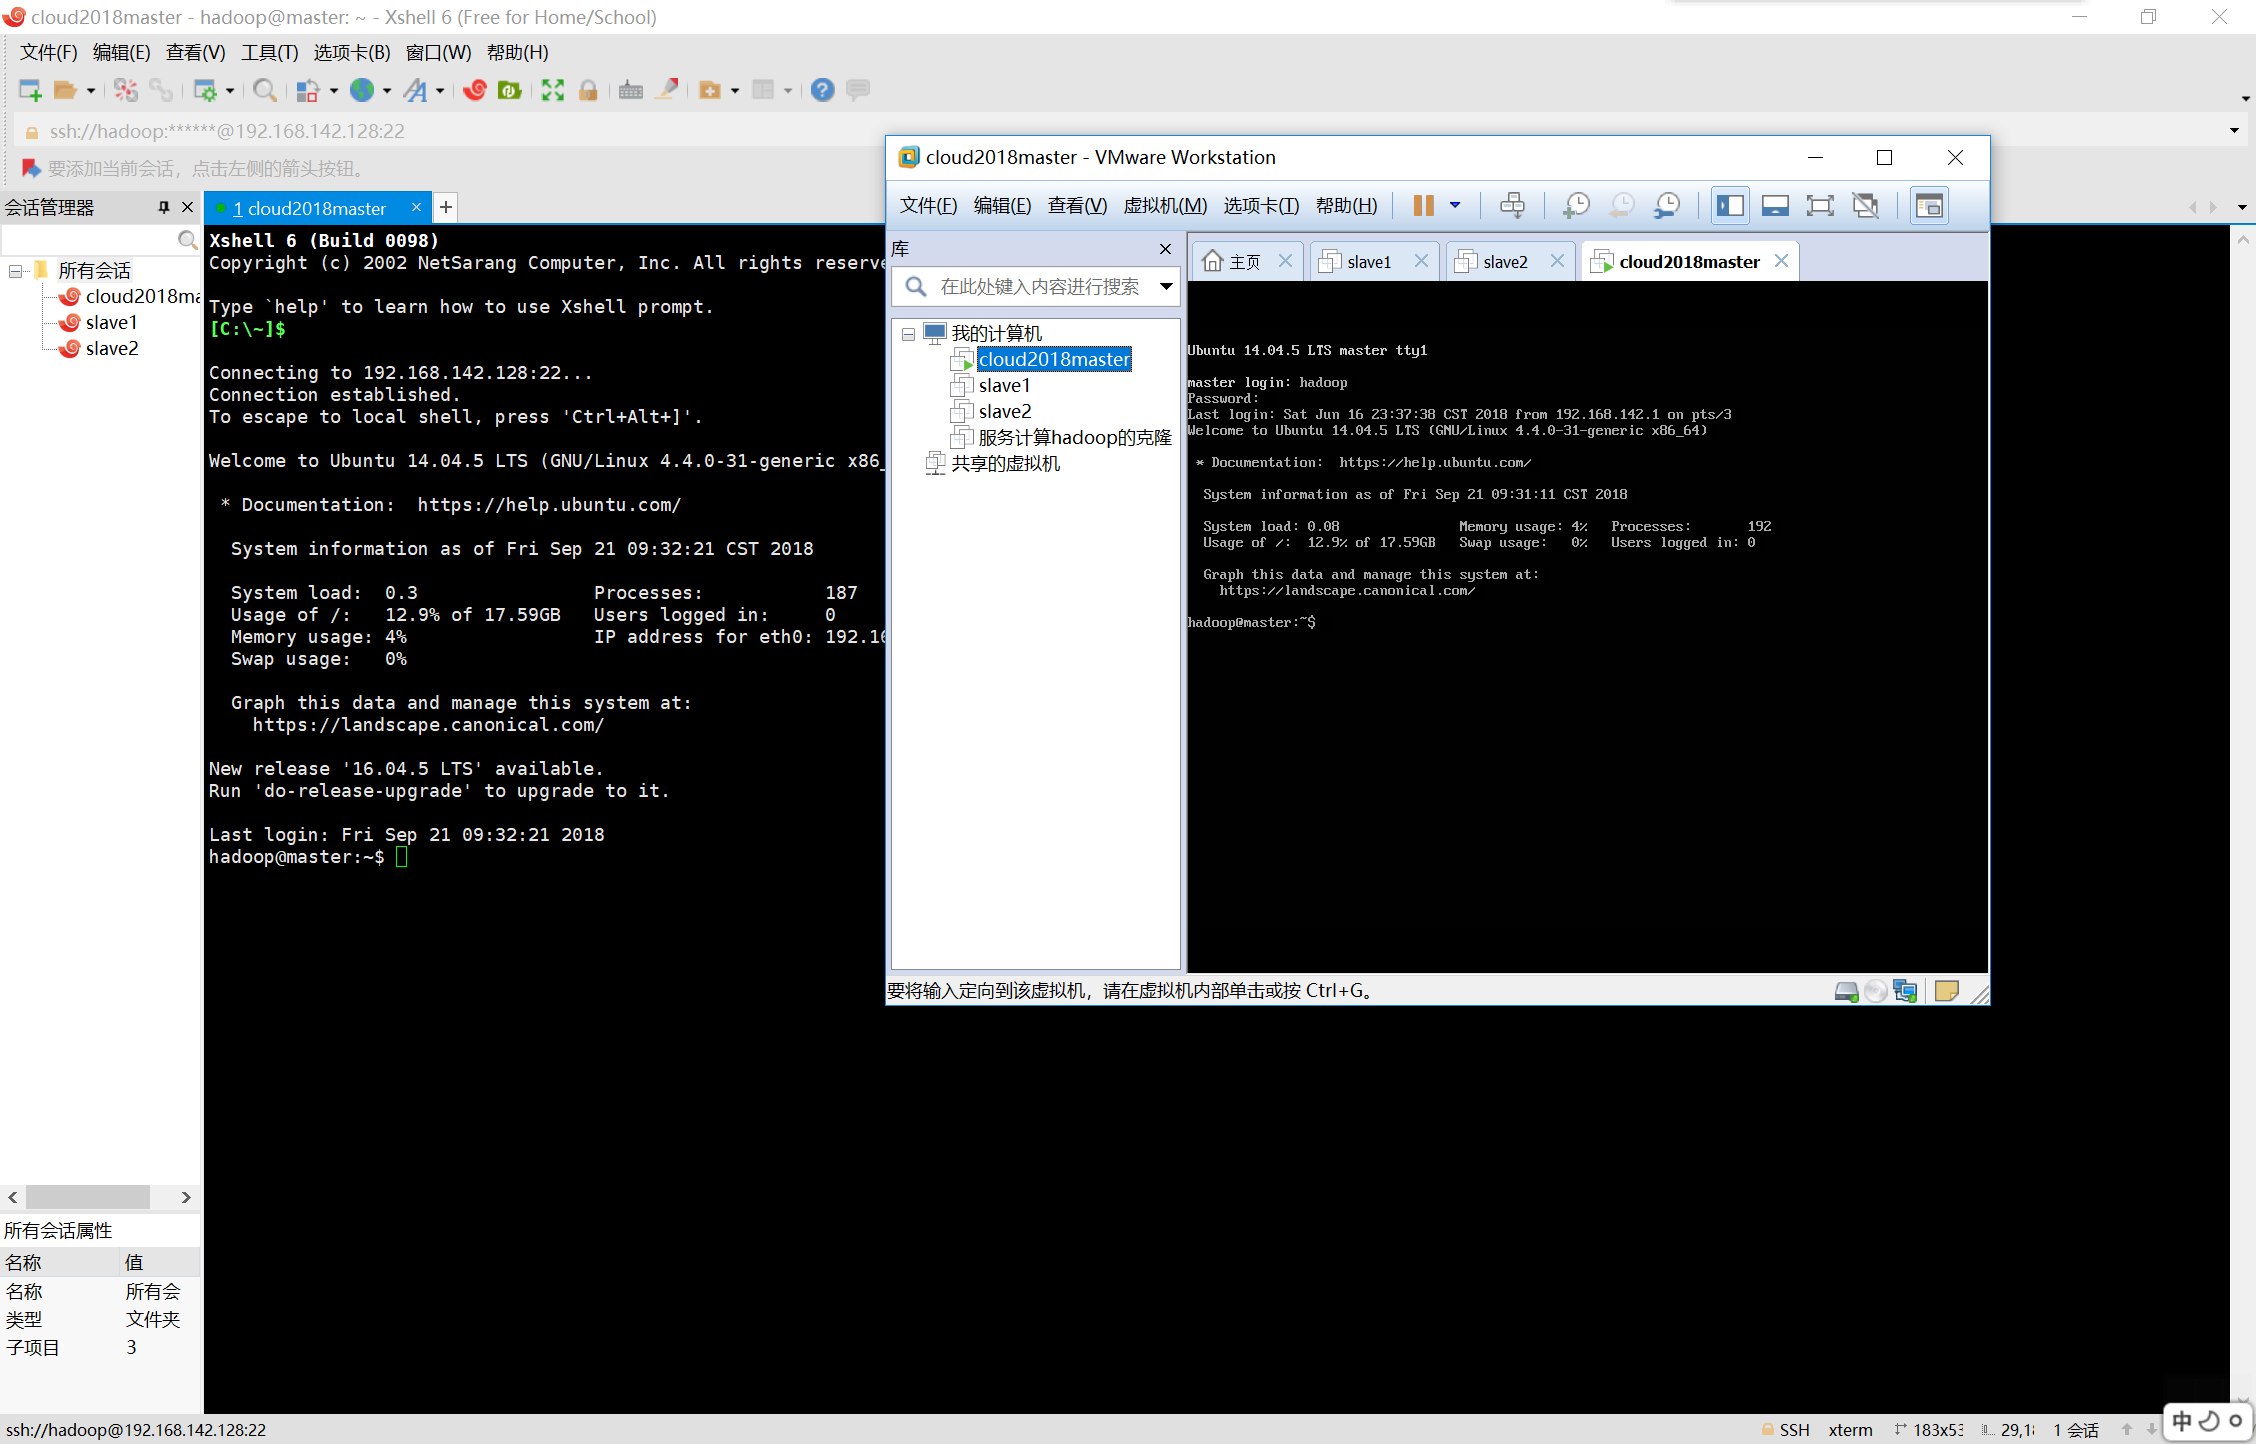 cloud2018master - hadoop@master: ~ - Xshell 6 (Free for Home/School)
文件(F) 编辑(E) 查看(V) 工具(T) 选项卡(B) 窗口(W) 帮助(H)
ssh://hadoop:******@192.168.142.128:22
要添加当前会话，点击左侧的箭头按钮。
会话管理器
1 cloud2018master
所有会话
cloud2018ma
slave1
slave2
Xshell 6 (Build 0098)
Copyright (c) 2002 NetSarang Computer, Inc. All rights reserve
Type `help' to learn how to use Xshell prompt.
[C:\~]$
Connecting to 192.168.142.128:22...
Connection established.
To escape to local shell, press 'Ctrl+Alt+]'.
Welcome to Ubuntu 14.04.5 LTS (GNU/Linux 4.4.0-31-generic x86_
* Documentation:  https://help.ubuntu.com/
System information as of Fri Sep 21 09:32:21 CST 2018
System load:  0.3 Processes: 187
Usage of /:   12.9% of 17.59GB Users logged in: 0
Memory usage: 4% IP address for eth0: 192.16
Swap usage:   0%
Graph this data and manage this system at:
https://landscape.canonical.com/
New release '16.04.5 LTS' available.
Run 'do-release-upgrade' to upgrade to it.
Last login: Fri Sep 21 09:32:21 2018
hadoop@master:~$
cloud2018master - VMware Workstation
文件(F) 编辑(E) 查看(V) 虚拟机(M) 选项卡(T) 帮助(H)
库
在此处键入内容进行搜索
我的计算机
cloud2018master
slave1
slave2
服务计算hadoop的克隆
共享的虚拟机
主页 slave1 slave2 cloud2018master
Ubuntu 14.04.5 LTS master tty1
master login: hadoop
Password:
Last login: Sat Jun 16 23:37:38 CST 2018 from 192.168.142.1 on pts/3
Welcome to Ubuntu 14.04.5 LTS (GNU/Linux 4.4.0-31-generic x86_64)
* Documentation:  https://help.ubuntu.com/
System information as of Fri Sep 21 09:31:11 CST 2018
System load: 0.08 Memory usage: 4% Processes: 192
Usage of /:  12.9% of 17.59GB Swap usage:   0% Users logged in: 0
Graph this data and manage this system at:
https://landscape.canonical.com/
hadoop@master:~$
要将输入定向到该虚拟机，请在虚拟机内部单击或按 Ctrl+G。
所有会话属性
名称 值
名称 所有会
类型 文件夹
子项目 3
ssh://hadoop@192.168.142.128:22
SSH xterm 183x53 29,18 1 会话
中